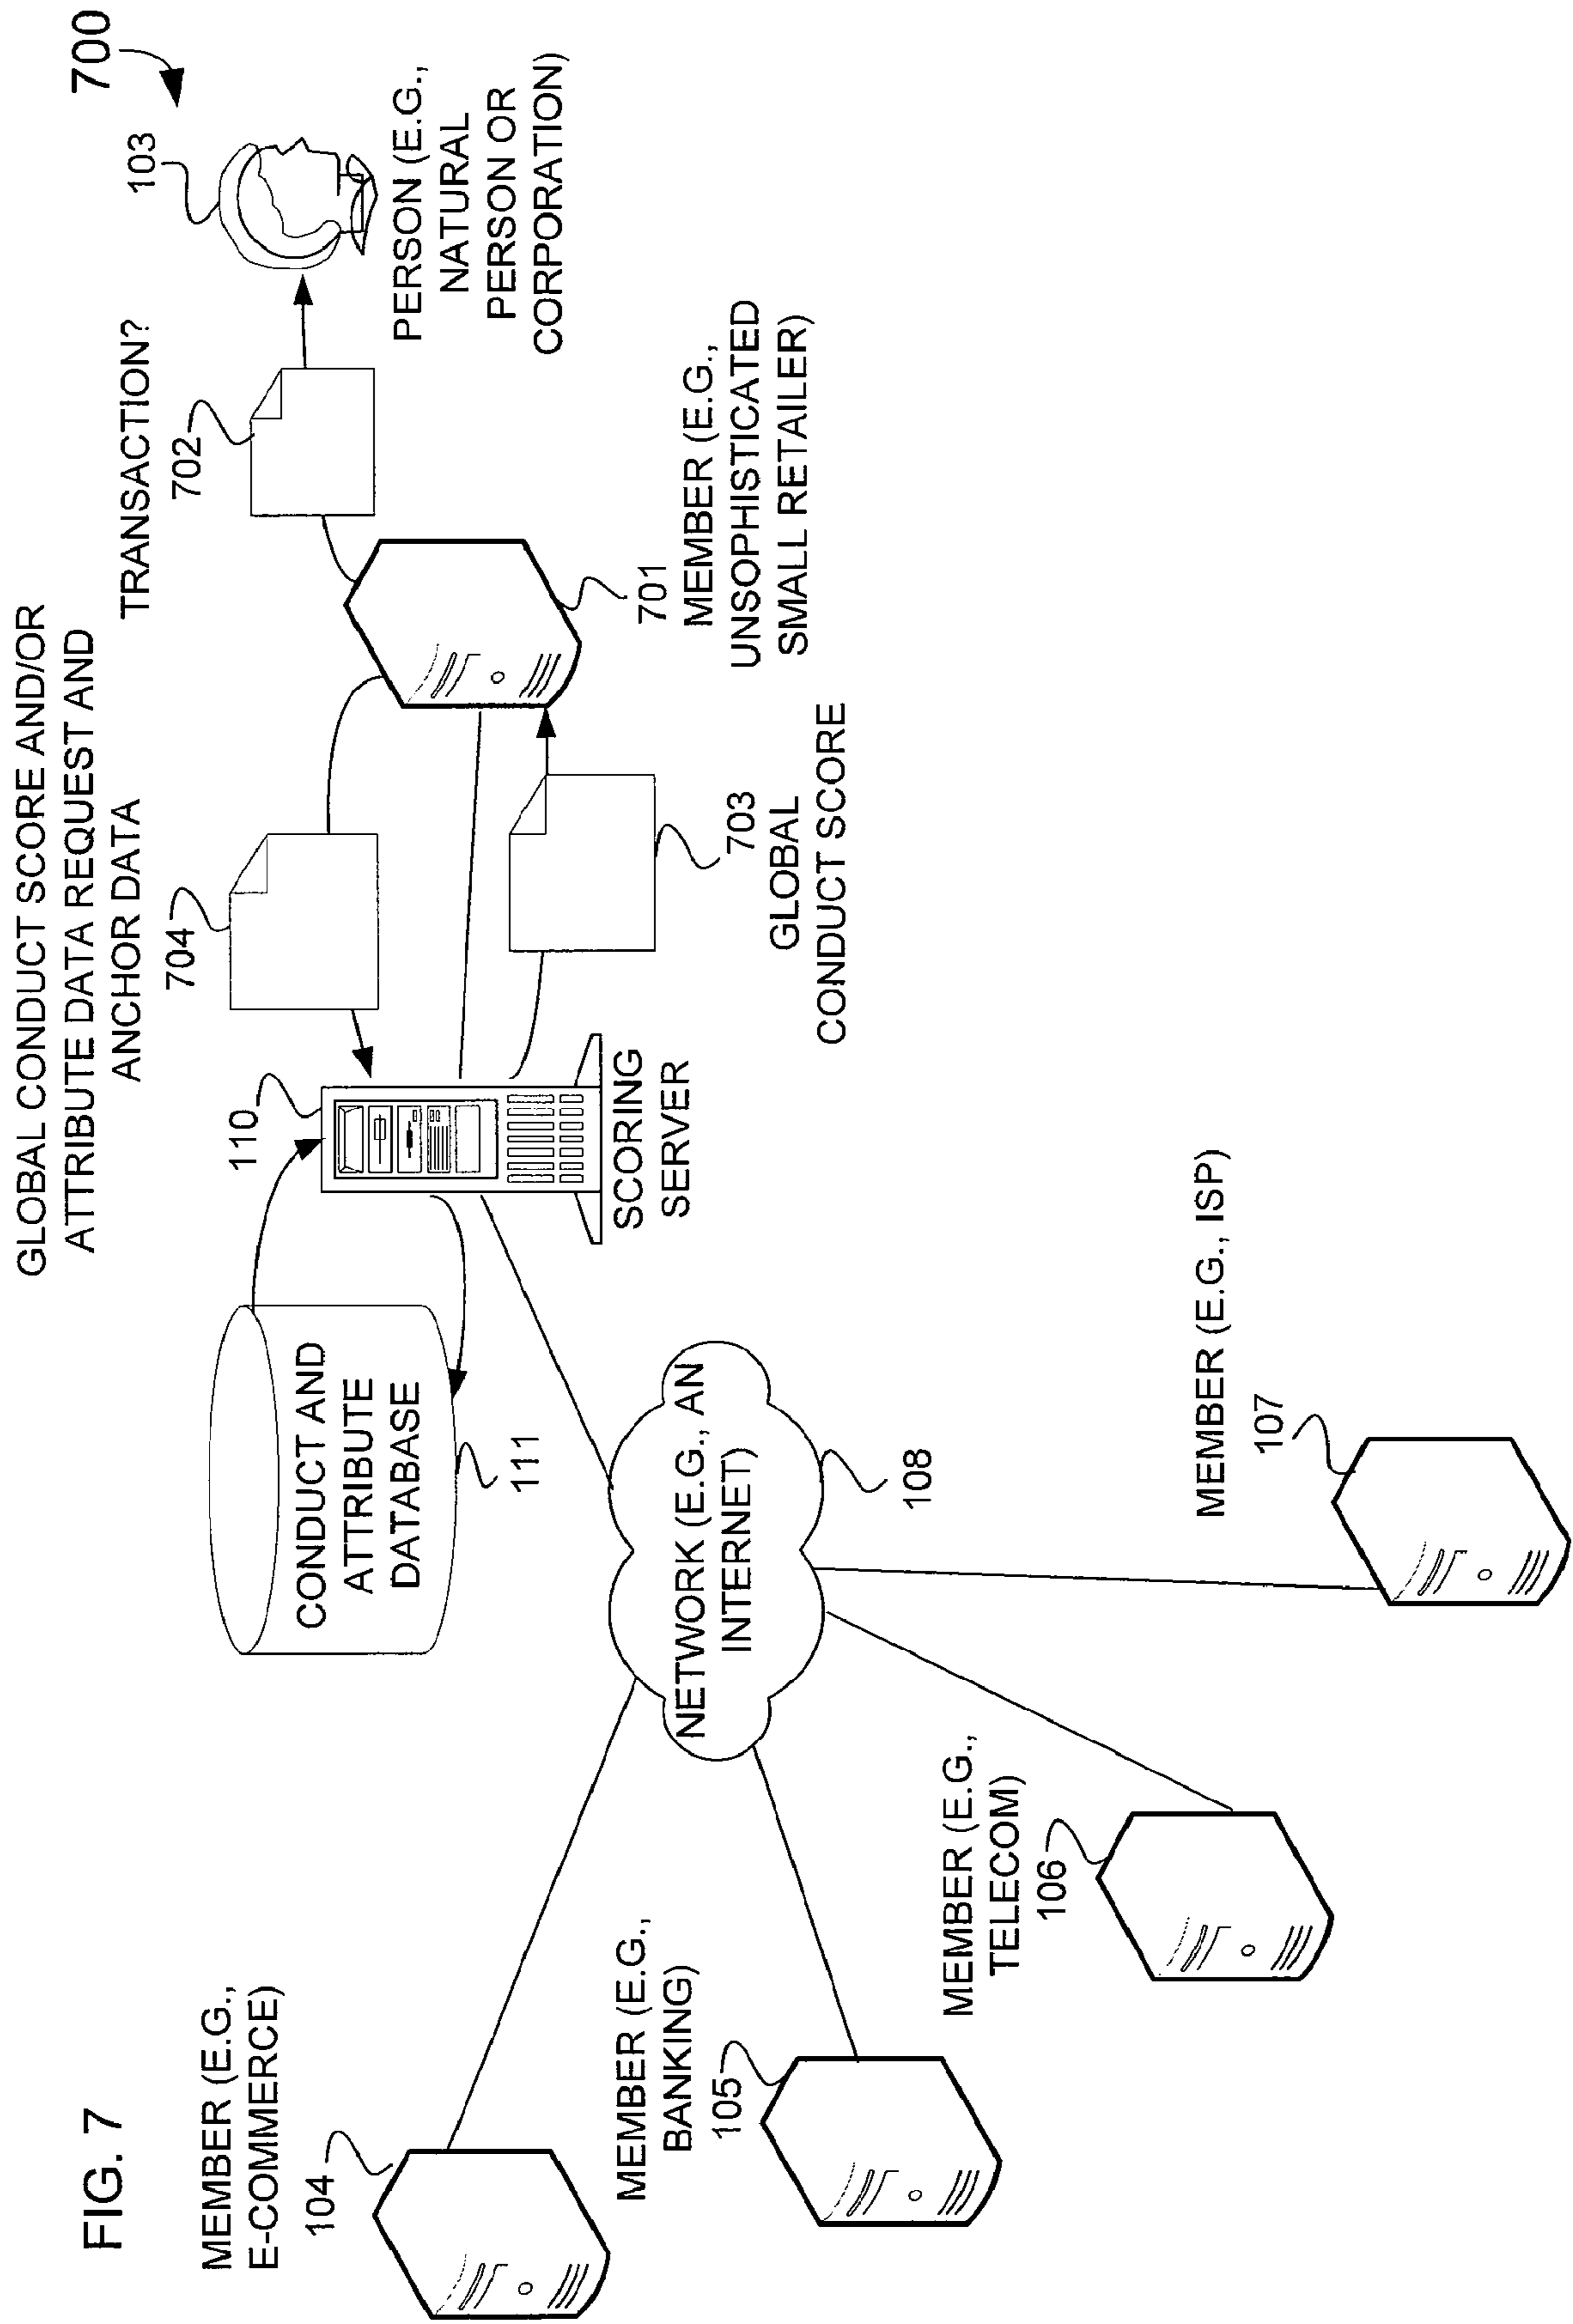 FIG. 7
700
GLOBAL CONDUCT SCORE AND/OR
ATTRIBUTE DATA REQUEST AND
ANCHOR DATA
704
TRANSACTION?
702
103
PERSON (E.G.,
NATURAL
PERSON OR
CORPORATION)
MEMBER (E.G.,
E-COMMERCE)
104
CONDUCT AND
ATTRIBUTE
DATABASE
111
110
SCORING
SERVER
703
GLOBAL
CONDUCT SCORE
701
MEMBER (E.G.,
UNSOPHISTICATED
SMALL RETAILER)
MEMBER (E.G.,
BANKING)
105
NETWORK (E.G., AN
INTERNET)
108
MEMBER (E.G.,
TELECOM)
106
MEMBER (E.G., ISP)
107